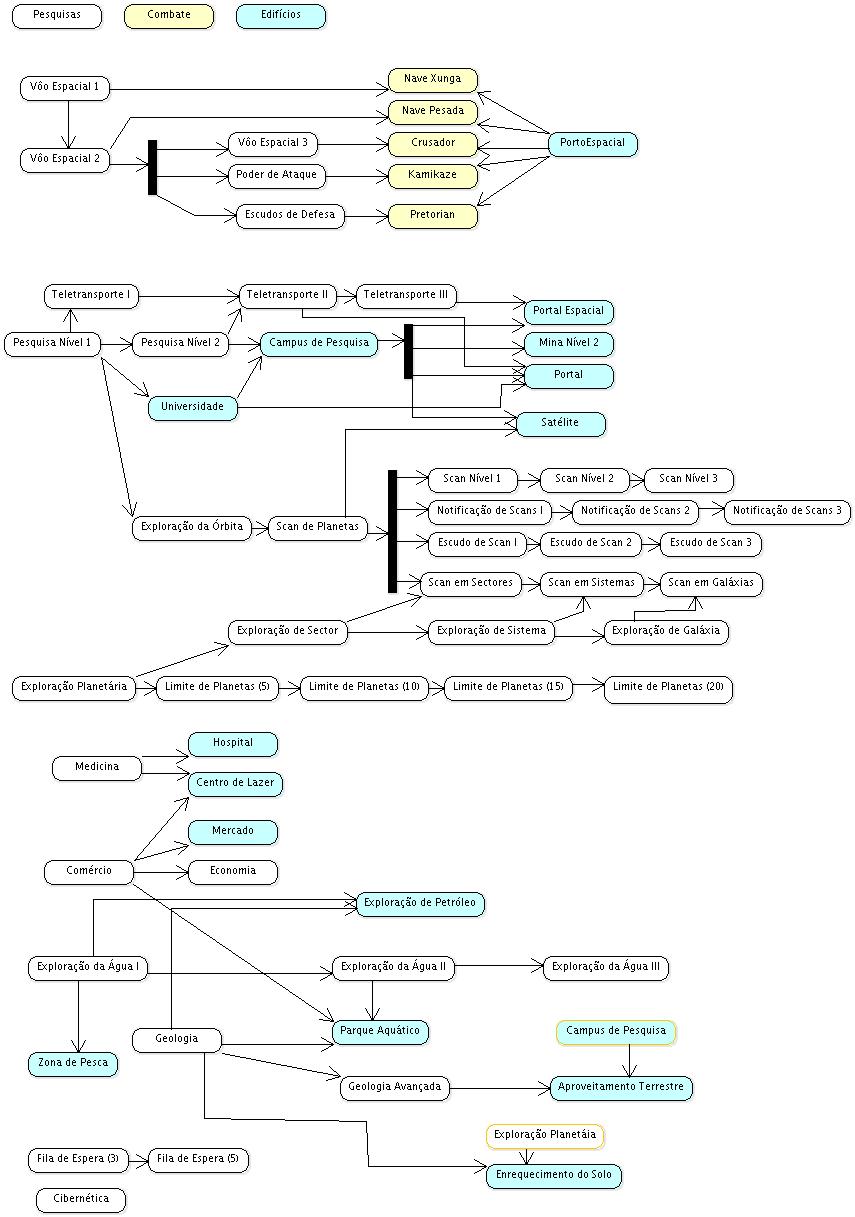 Pesquisas
Combate
Edifícios
Vôo Espacial 1
Nave Xunga
Nave Pesada
Vôo Espacial 2
Vôo Espacial 3
Crusador
PortoEspacial
Poder de Ataque
Kamikaze
Escudos de Defesa
Pretorian
Teletransporte I
Teletransporte II
Teletransporte III
Portal Espacial
Pesquisa Nível 1
Pesquisa Nível 2
Campus de Pesquisa
Mina Nível 2
Portal
Universidade
Satélite
Scan Nível 1
Scan Nível 2
Scan Nível 3
Notificação de Scans I
Notificação de Scans 2
Notificação de Scans 3
Exploração da Órbita
Scan de Planetas
Escudo de Scan I
Escudo de Scan 2
Escudo de Scan 3
Scan em Sectores
Scan em Sistemas
Scan em Galáxias
Exploração de Sector
Exploração de Sistema
Exploração de Galáxia
Exploração Planetária
Limite de Planetas (5)
Limite de Planetas (10)
Limite de Planetas (15)
Limite de Planetas (20)
Hospital
Medicina
Centro de Lazer
Mercado
Comércio
Economia
Exploração de Petróleo
Exploração da Água I
Exploração da Água II
Exploração da Água III
Geologia
Parque Aquático
Campus de Pesquisa
Zona de Pesca
Geologia Avançada
Aproveitamento Terrestre
Exploração Planetáia
Fila de Espera (3)
Fila de Espera (5)
Enrequecimento do Solo
Cibernética